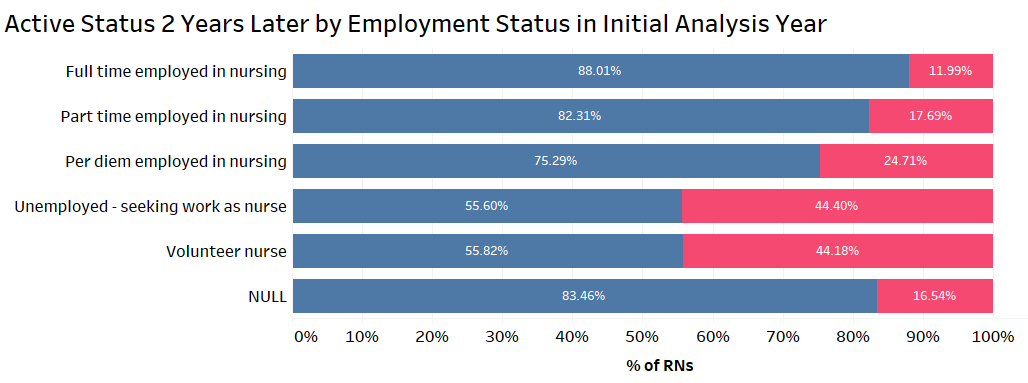 Active Status 2 Years Later by Employment Status in Initial Analysis Year
Full time employed in nursing 88.01% 11.99%
Part time employed in nursing 82.31% 17.69%
Per diem employed in nursing 75.29% 24.71%
Unemployed - seeking work as nurse 55.60% 44.40%
Volunteer nurse 55.82% 44.18%
NULL 83.46% 16.54%
0% 10% 20% 30% 40% 50% 60% 70% 80% 90% 100%
% of RNs